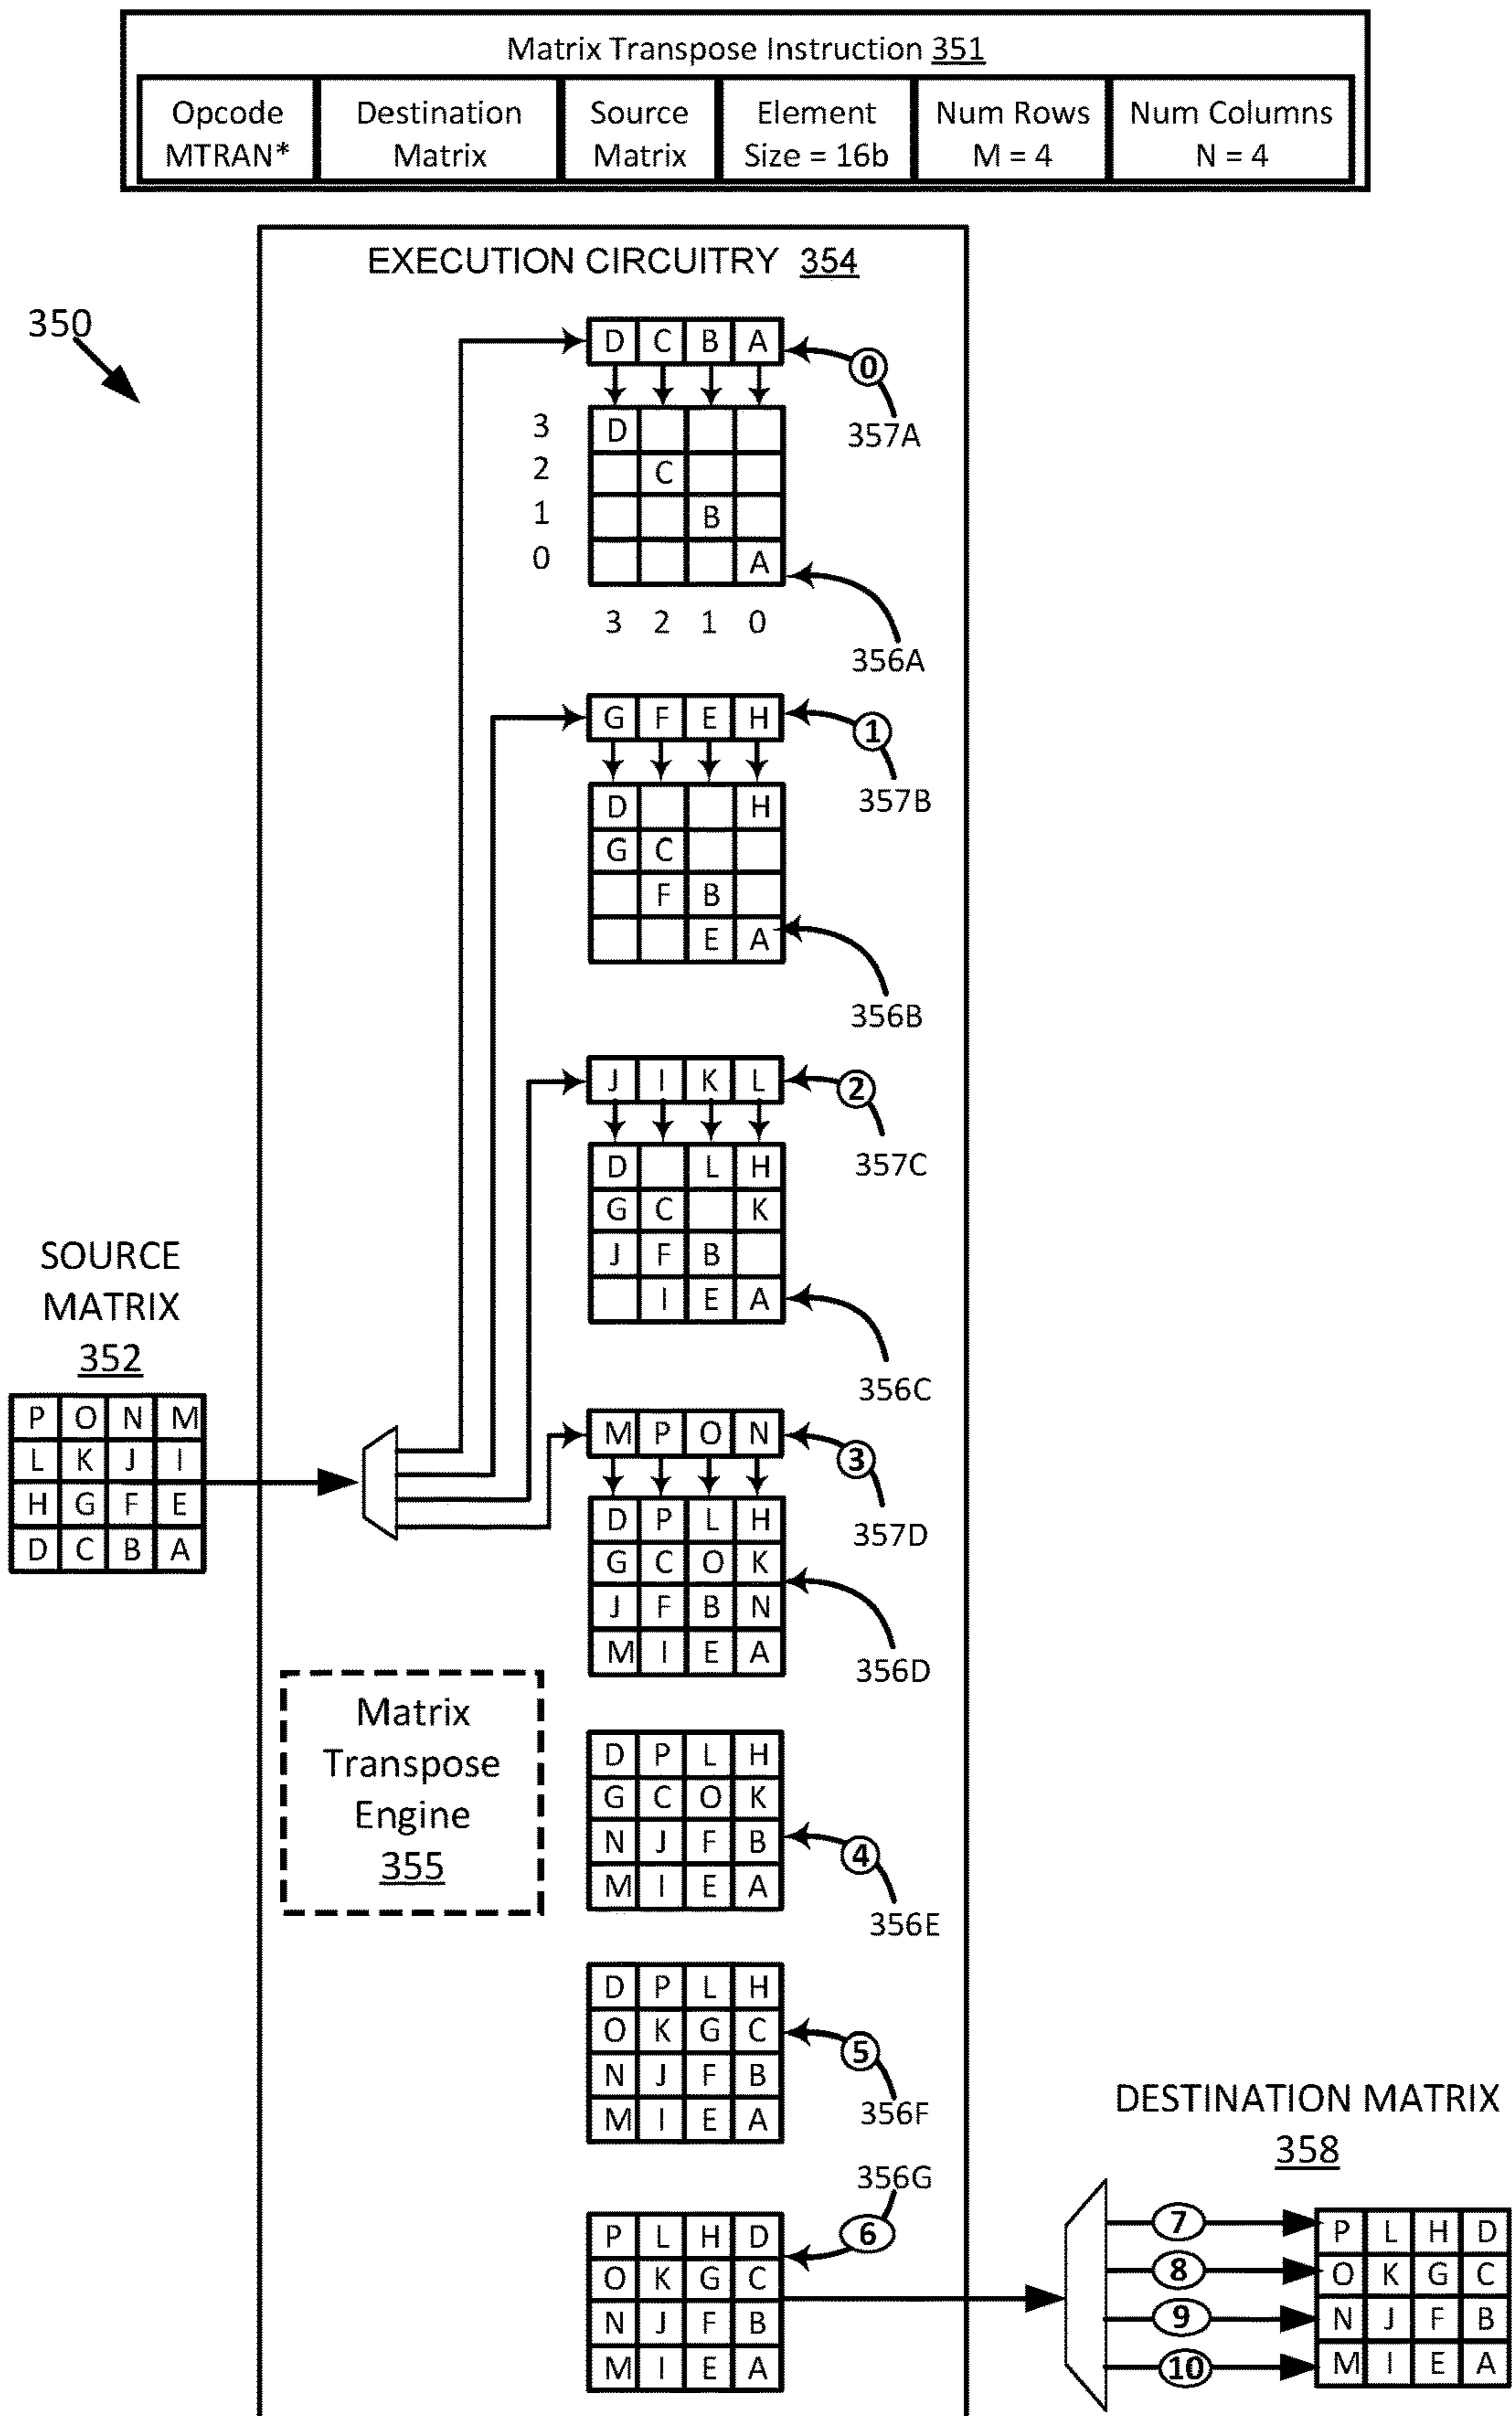 Matrix Transpose Instruction 351
Opcode MTRAN*
Destination Matrix
Source Matrix
Element Size = 16b
Num Rows M = 4
Num Columns N = 4
EXECUTION CIRCUITRY 354
350
D C B A
0
357A
3 D
2 C
1 B
0 A
3 2 1 0
356A
G F E H
1
357B
D H
G C
F B
E A
356B
J I K L
2
357C
D L H
G C K
J F B
I E A
356C
SOURCE
MATRIX
352
P O N M
L K J I
H G F E
D C B A
M P O N
3
357D
D P L H
G C O K
J F B N
M I E A
356D
Matrix
Transpose
Engine
355
D P L H
G C O K
N J F B
M I E A
4
356E
D P L H
O K G C
N J F B
M I E A
5
356F
356G
6
P L H D
O K G C
N J F B
M I E A
DESTINATION MATRIX
358
7
8
9
10
P L H D
O K G C
N J F B
M I E A